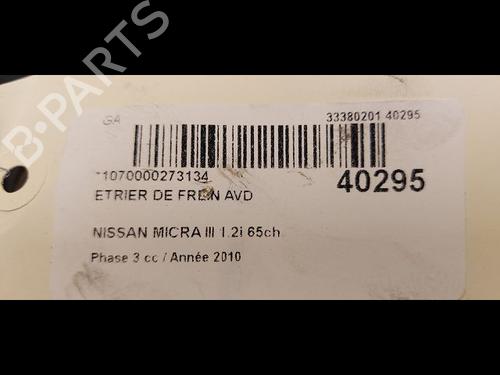 B-PARTS
GA 33380201 40295
*1070000273134 40295
ETRIER DE FREIN AVD
NISSAN MICRA III 1.2i 65ch
Phase 3 cc / Année 2010